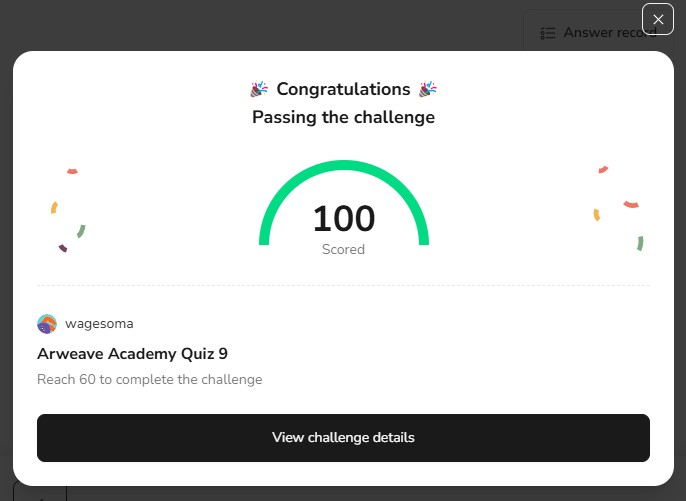 Answer record
Congratulations
Passing the challenge
100
Scored
wagesoma
Arweave Academy Quiz 9
Reach 60 to complete the challenge
View challenge details